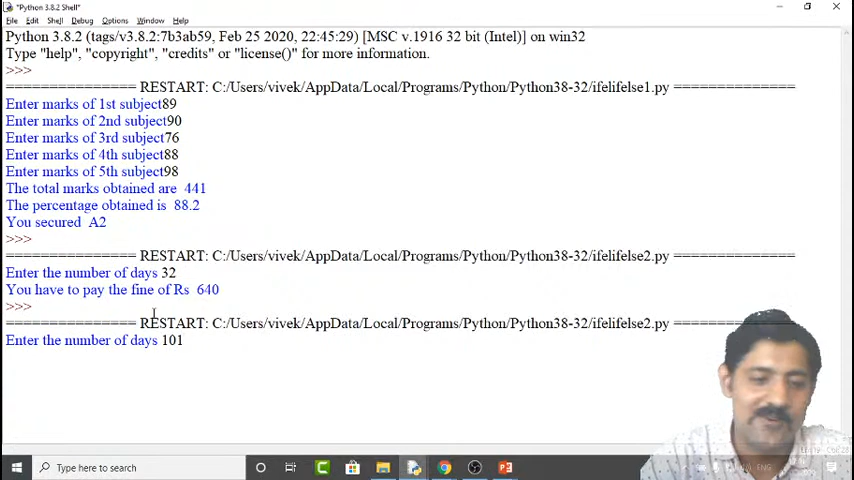 *Python 3.8.2 Shell*
File Edit Shell Debug Options Window Help
Python 3.8.2 (tags/v3.8.2:7b3ab59, Feb 25 2020, 22:45:29) [MSC v.1916 32 bit (Intel)] on win32
Type "help", "copyright", "credits" or "license()" for more information.
>>>
=============== RESTART: C:/Users/vivek/AppData/Local/Programs/Python/Python38-32/ifelifelse1.py ==============
Enter marks of 1st subject89
Enter marks of 2nd subject90
Enter marks of 3rd subject76
Enter marks of 4th subject88
Enter marks of 5th subject98
The total marks obtained are  441
The percentage obtained is  88.2
You secured  A2
>>>
=============== RESTART: C:/Users/vivek/AppData/Local/Programs/Python/Python38-32/ifelifelse2.py ==============
Enter the number of days 32
You have to pay the fine of Rs  640
>>>
=============== RESTART: C:/Users/vivek/AppData/Local/Programs/Python/Python38-32/ifelifelse2.py ==============
Enter the number of days 101
Type here to search
ENG